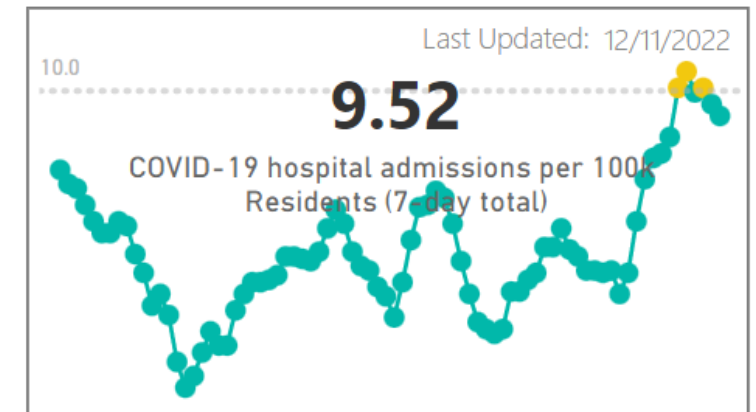 Last Updated: 12/11/2022
10.0
9.52
COVID-19 hospital admissions per 100k
Residents (7-day total)